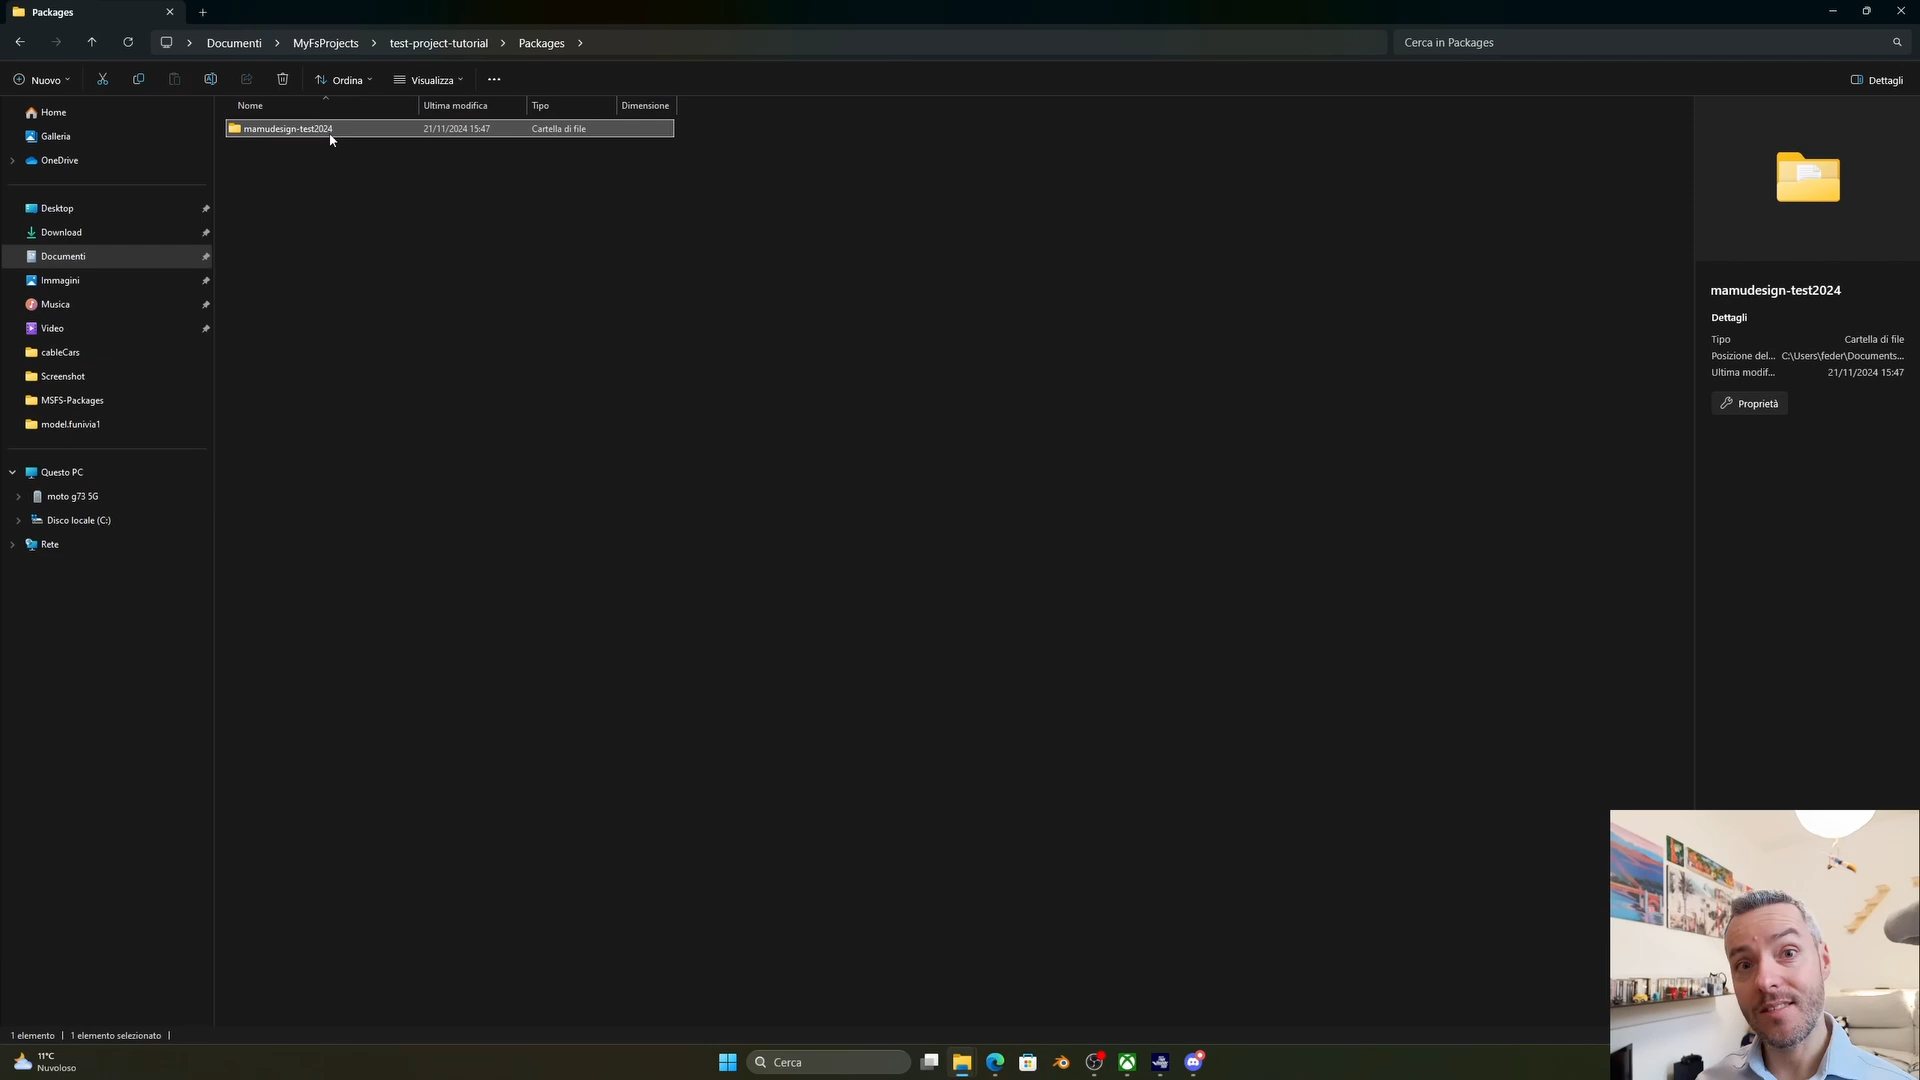 Packages
Documenti
MyFsProjects
test-project-tutorial
Packages
Cerca in Packages
Nuovo
Ordina
Visualizza
Dettagli
Nome
Ultima modifica
Tipo
Dimensione
mamudesign-test2024
21/11/2024 15:47
Cartella di file
Home
Galleria
OneDrive
Desktop
Download
Documenti
Immagini
Musica
Video
cableCars
Screenshot
MSFS-Packages
model.funivia1
Questo PC
moto g73 5G
Disco locale (C:)
Rete
mamudesign-test2024
Dettagli
Tipo Cartella di file
Posizione del... C:\Users\feder\Documents...
Ultima modif... 21/11/2024 15:47
Proprietà
1 elemento
1 elemento selezionato
11°C
Nuvoloso
Cerca